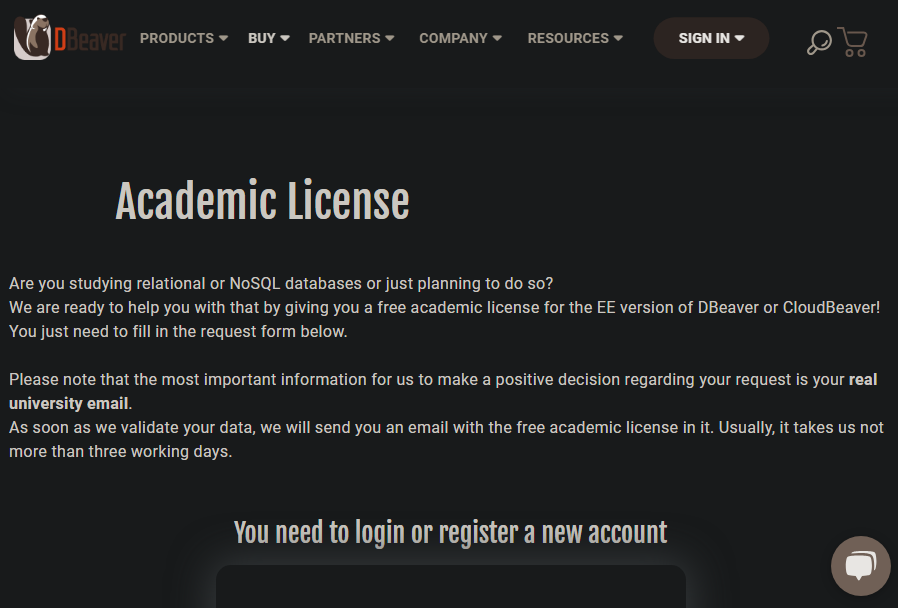 DBeaver PRODUCTS BUY PARTNERS COMPANY RESOURCES SIGN IN
Academic License
Are you studying relational or NoSQL databases or just planning to do so?
We are ready to help you with that by giving you a free academic license for the EE version of DBeaver or CloudBeaver!
You just need to fill in the request form below.
Please note that the most important information for us to make a positive decision regarding your request is your real
university email.
As soon as we validate your data, we will send you an email with the free academic license in it. Usually, it takes us not
more than three working days.
You need to login or register a new account